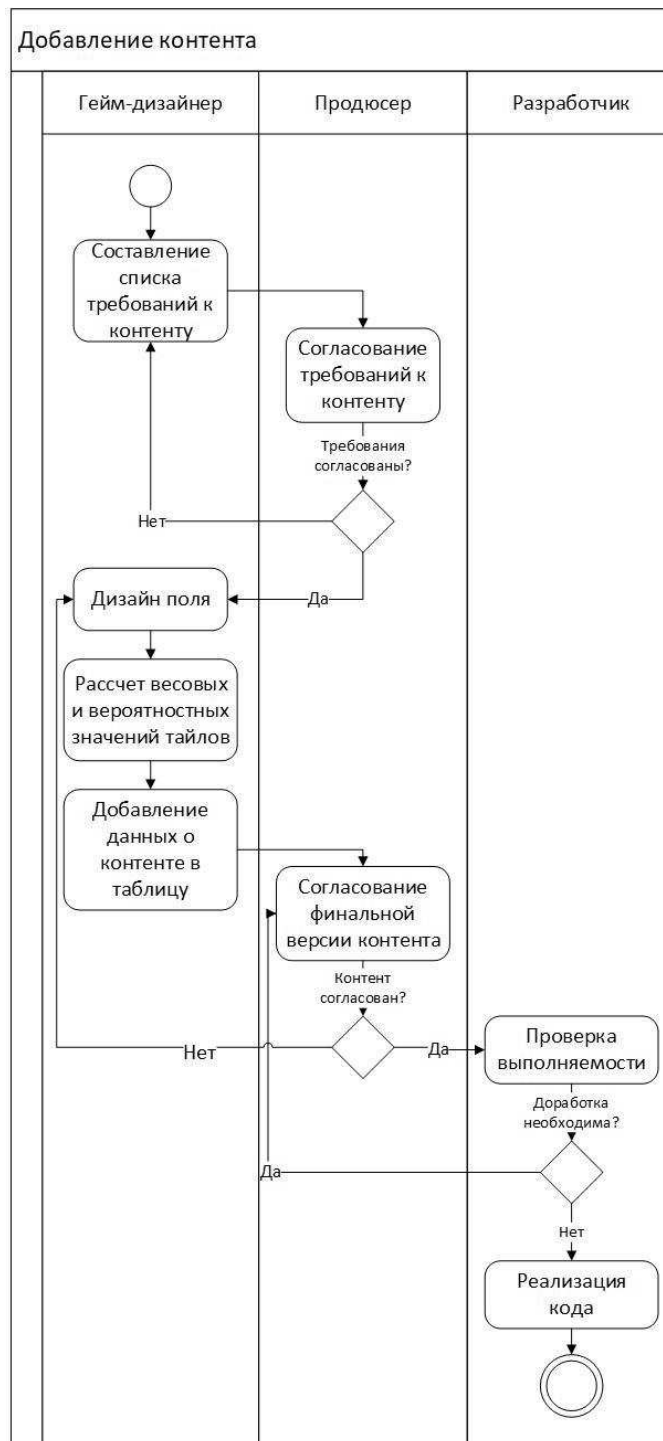 Добавление контента
Гейм-дизайнер
Продюсер
Разработчик
Составление
списка
требований к
контенту
Согласование
требований к
контенту
Требования
согласованы?
Нет
Да
Дизайн поля
Рассчет весовых
и вероятностных
значений тайлов
Добавление
данных о
контенте в
таблицу
Согласование
финальной
версии контента
Контент
согласован?
Нет
Да
Проверка
выполняемости
Доработка
необходима?
Да
Нет
Реализация
кода